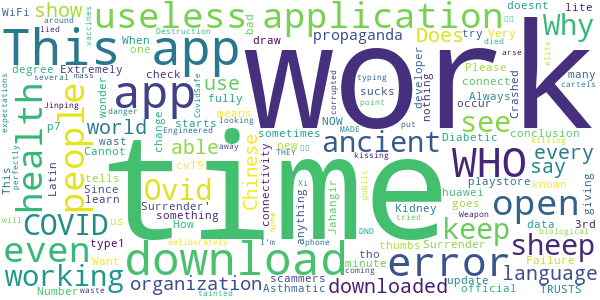 WiFi show around useless application Why lite
vaccines less bad Does doesnt
Destruction propaganda try Very died
This app work
lied When one draw
degree Extremely check elite
several mass Jinping wonder use
expectations health people app developer typing sucks nothing
Please connect many arse
CovidSafe corrupted Always occur Crashed cartels
p7 fully point NOW put
world wast Cannot starts means looking change
danger Engineered away MADE THEY
able ancient see conclusion killing
Diabetic WHO every say
time
This perfectly Latin Since learn tells us
Ovid cv19 Chinese sometimes new connectivity
kissing huawei playstore open giving
COVID Surrender' something How
anything Jahangir Xi Kidney goes known
public tried data 3rd
will even type1 download error keep sheep
Want deliberately none I'm phone
thumbs Weapon Surrender Failure biological
working organization tho minute DND scammers
update official language
Number waste Asthmatic tainted coming downloaded TRUSTS